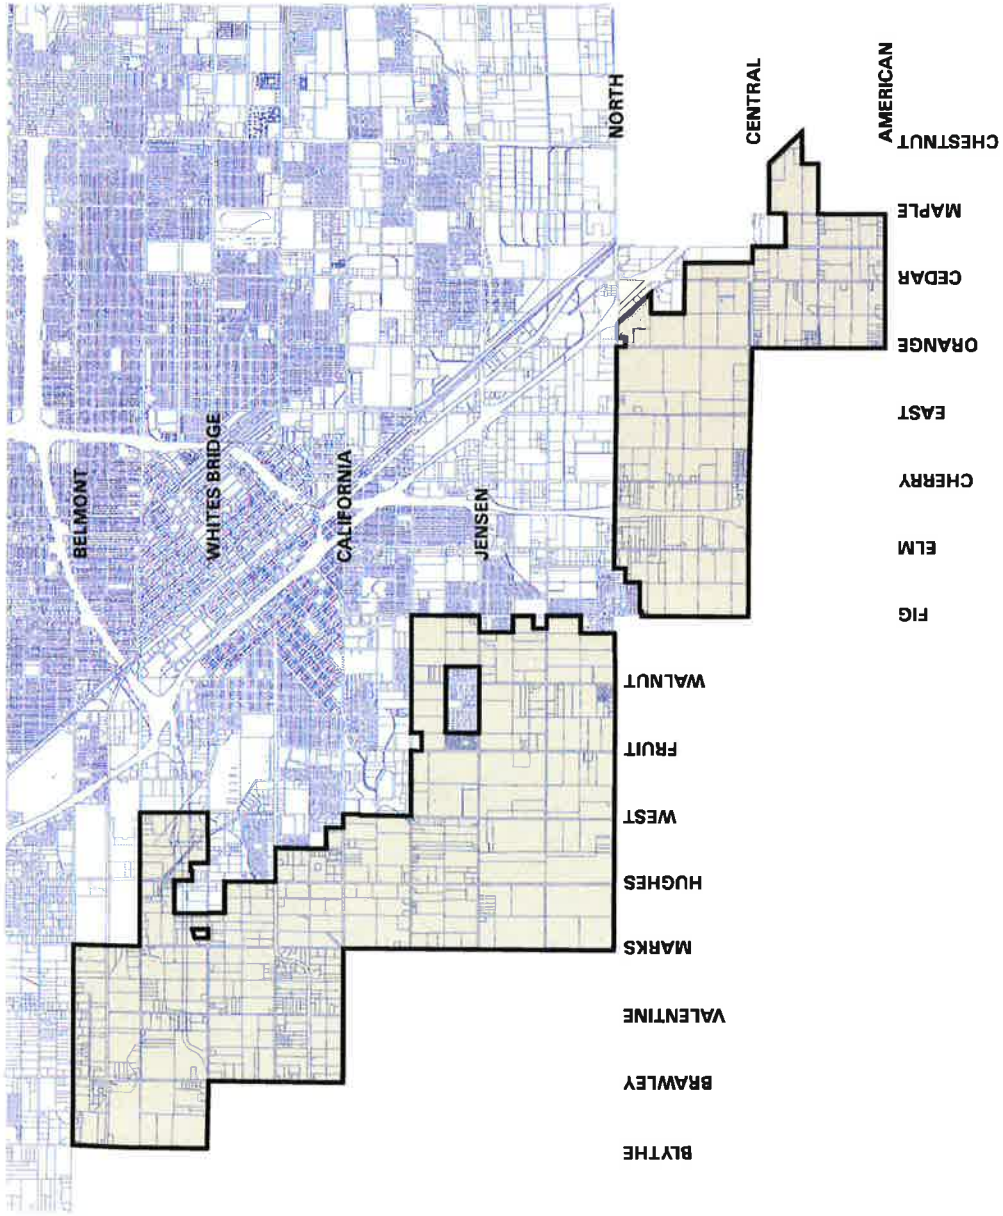 BELMONT
WHITES BRIDGE
CALIFORNIA
JENSEN
NORTH
CENTRAL
AMERICAN
CHESTNUT
MAPLE
CEDAR
ORANGE
EAST
CHERRY
ELM
FIG
WALNUT
FRUIT
WEST
HUGHES
MARKS
VALENTINE
BRAWLEY
BLYTHE